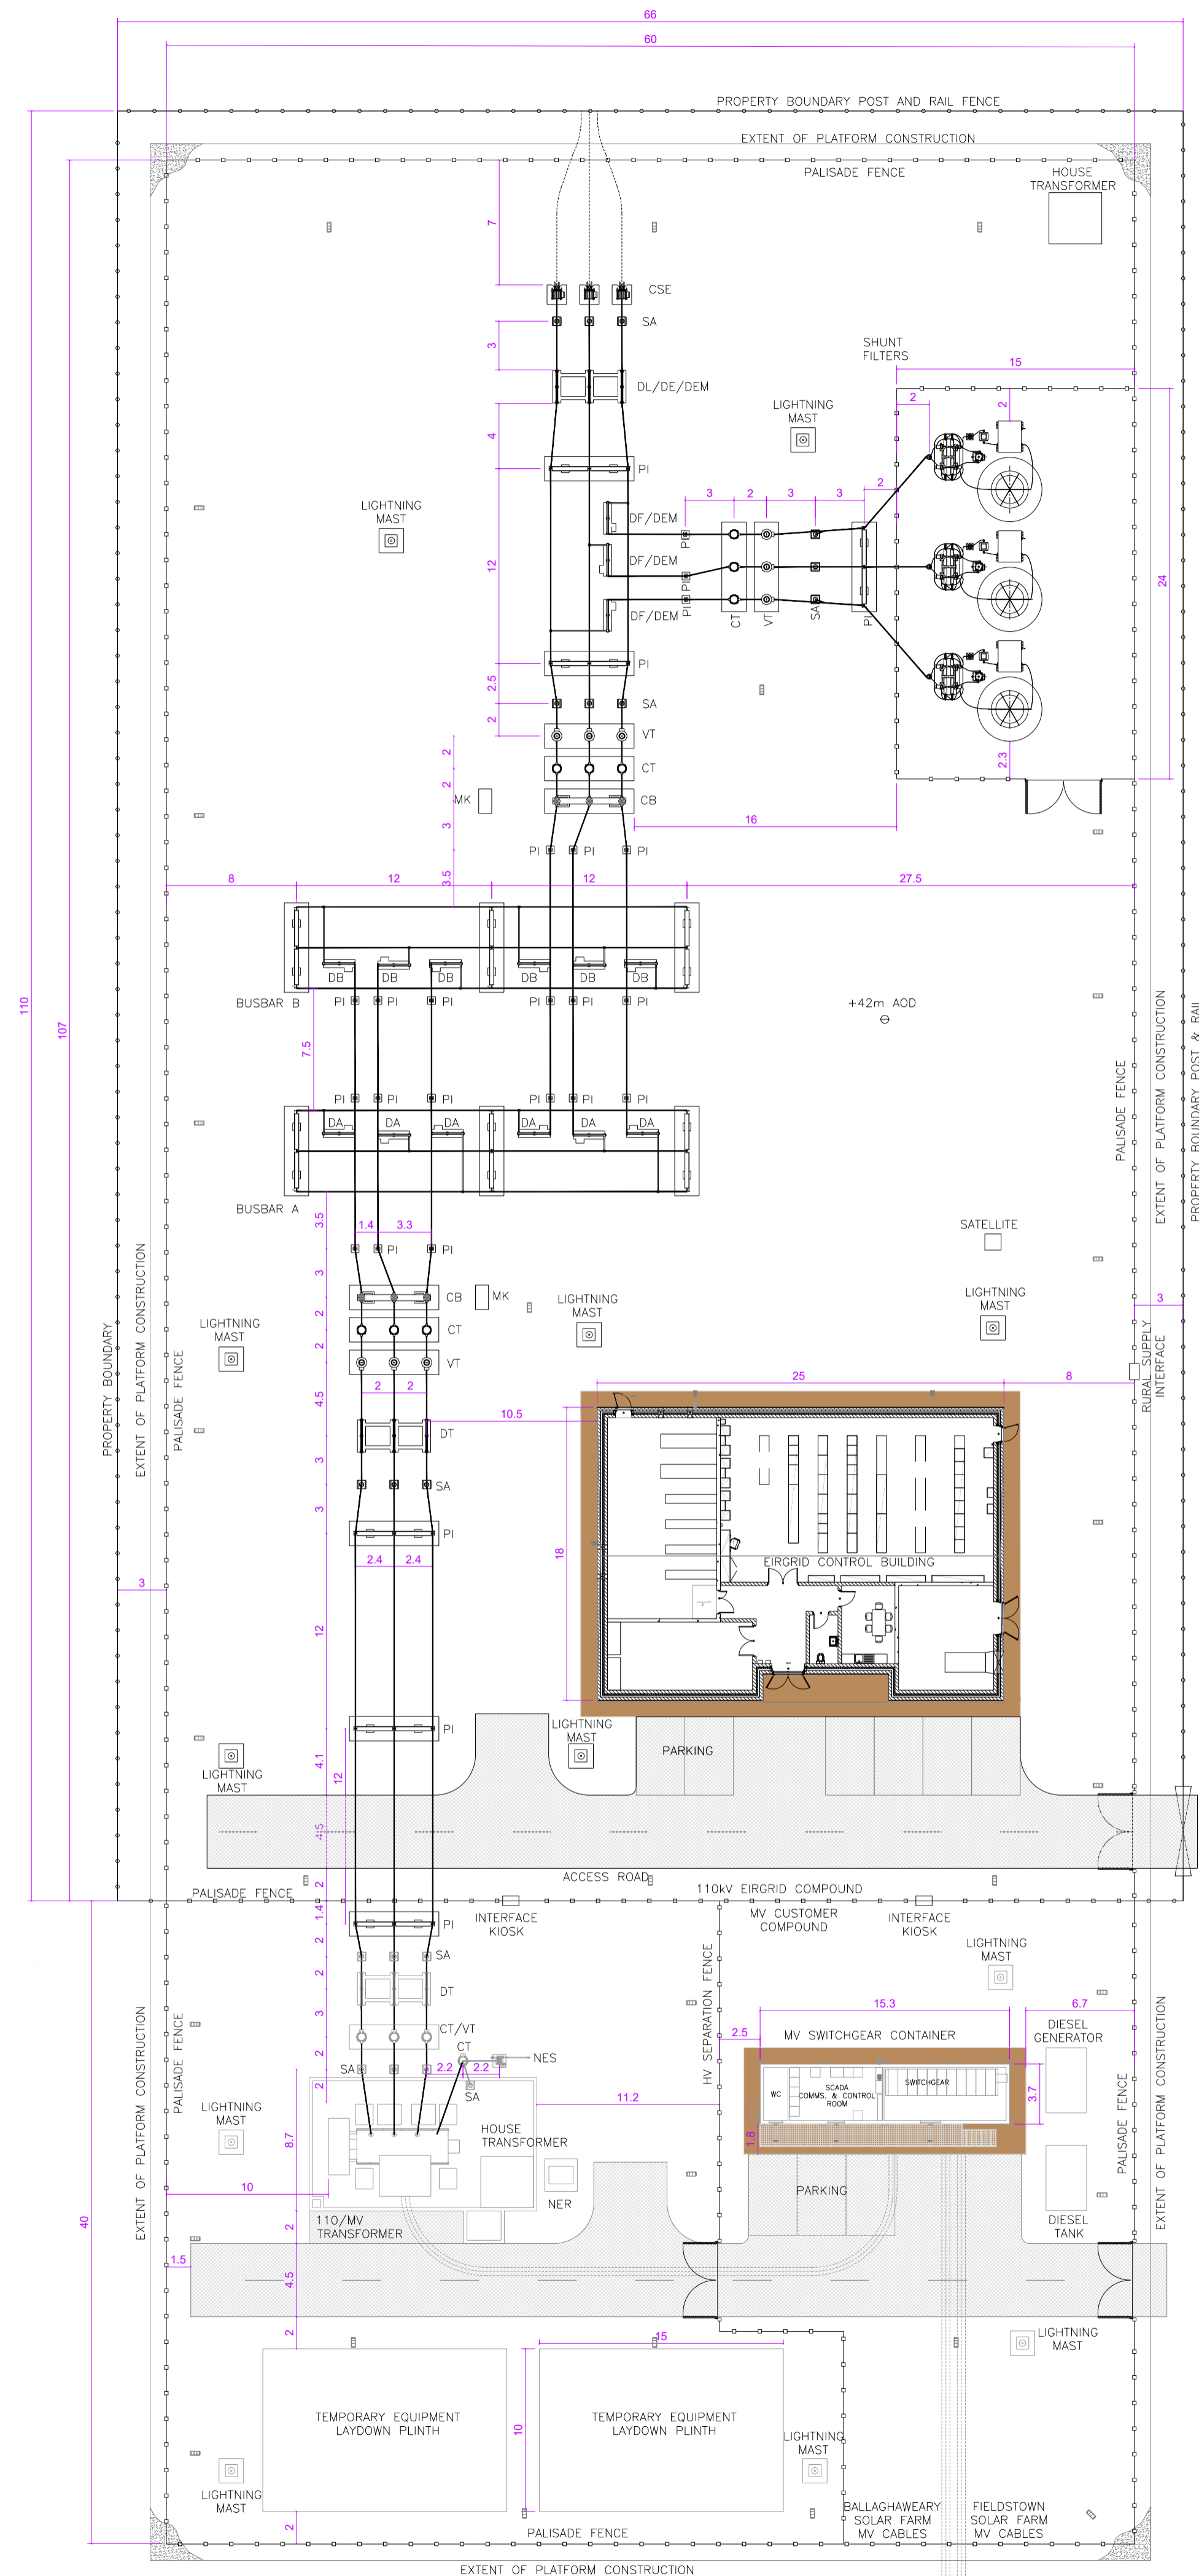 66
60
PROPERTY BOUNDARY POST AND RAIL FENCE
EXTENT OF PLATFORM CONSTRUCTION
PALISADE FENCE
HOUSE
TRANSFORMER
7
CSE
SA
3
DL/DE/DEM
SHUNT
FILTERS
15
2
2
LIGHTNING
MAST
4
PI
LIGHTNING
MAST
3
2
3
3
2
DF/DEM
PI
DF/DEM
PI
DF/DEM
PI
CT
VT
SA
PI
12
24
PI
2.5
SA
2
VT
2
CT
2.3
2
MK
CB
3
16
PI
PI
PI
3.5
8
12
12
27.5
DB
DB
DB
DB
DB
DB
BUSBAR B
PI
PI
PI
PI
PI
PI
+42m AOD
110
107
7.5
PI
PI
PI
PI
PI
PI
DA
DA
DA
DA
DA
DA
BUSBAR A
PALISADE FENCE
EXTENT OF PLATFORM CONSTRUCTION
PROPERTY BOUNDARY POST & RAIL
3.5
1.4
3.3
PI
PI
SATELLITE
3
CB
MK
LIGHTNING
MAST
LIGHTNING
MAST
3
2
CT
LIGHTNING
MAST
2
VT
RURAL SUPPLY
INTERFACE
PROPERTY BOUNDARY
EXTENT OF PLATFORM CONSTRUCTION
PALISADE FENCE
2
2
25
8
4.5
10.5
DT
3
SA
3
PI
18
EIRGRID CONTROL BUILDING
2.4
2.4
3
12
PI
LIGHTNING
MAST
PARKING
4.1
12
LIGHTNING
MAST
4.5
ACCESS ROAD
2
PALISADE FENCE
110kV EIRGRID COMPOUND
1.4
PI
INTERFACE
KIOSK
MV CUSTOMER
COMPOUND
INTERFACE
KIOSK
2
SA
LIGHTNING
MAST
HV SEPARATION FENCE
2
DT
15.3
6.7
3
CT/VT
2.5
MV SWITCHGEAR CONTAINER
DIESEL
GENERATOR
CT
NES
2
SA
2.2
2.2
SA
2
WC
SCADA
COMMS. & CONTROL
ROOM
SWITCHGEAR
3.7
11.2
EXTENT OF PLATFORM CONSTRUCTION
PALISADE FENCE
PALISADE FENCE
EXTENT OF PLATFORM CONSTRUCTION
LIGHTNING
MAST
8.7
HOUSE
TRANSFORMER
1.8
10
NER
PARKING
40
2
110/MV
TRANSFORMER
DIESEL
TANK
1.5
4.5
2
15
LIGHTNING
MAST
TEMPORARY EQUIPMENT
LAYDOWN PLINTH
10
TEMPORARY EQUIPMENT
LAYDOWN PLINTH
LIGHTNING
MAST
LIGHTNING
MAST
2
PALISADE FENCE
BALLAGHAWEARY
SOLAR FARM
MV CABLES
FIELDSTOWN
SOLAR FARM
MV CABLES
EXTENT OF PLATFORM CONSTRUCTION